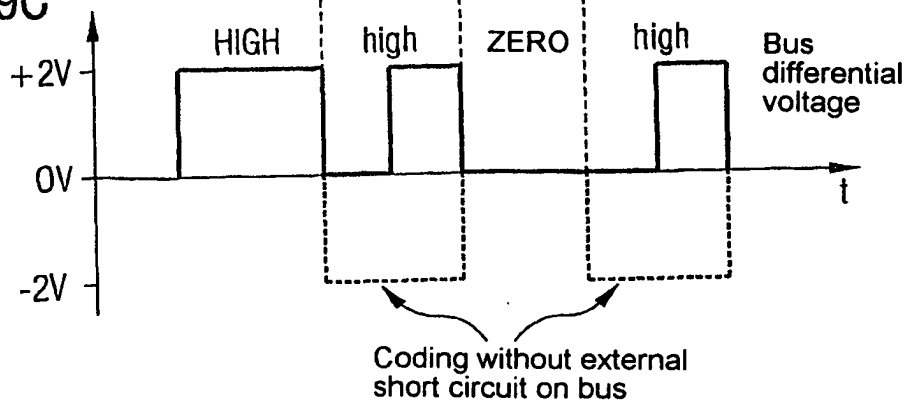 9C
HIGH high ZERO high
Bus
differential
voltage
+2V
0V
t
-2V
Coding without external
short circuit on bus